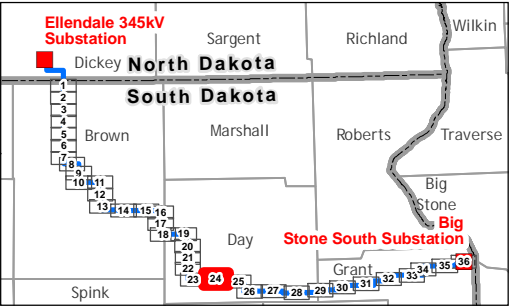 Ellendale 345kV
Substation
Sargent
Richland
Wilkin
Dickey
North Dakota
South Dakota
1
2
3
4
5
6
7
8
9
10
11
12
13
14
15
16
17
18
19
20
21
22
23
24
25
26
27
28
29
30
31
32
33
34
35
36
Brown
Marshall
Roberts
Traverse
Big
Stone
Day
Big
Stone South Substation
Grant
Spink